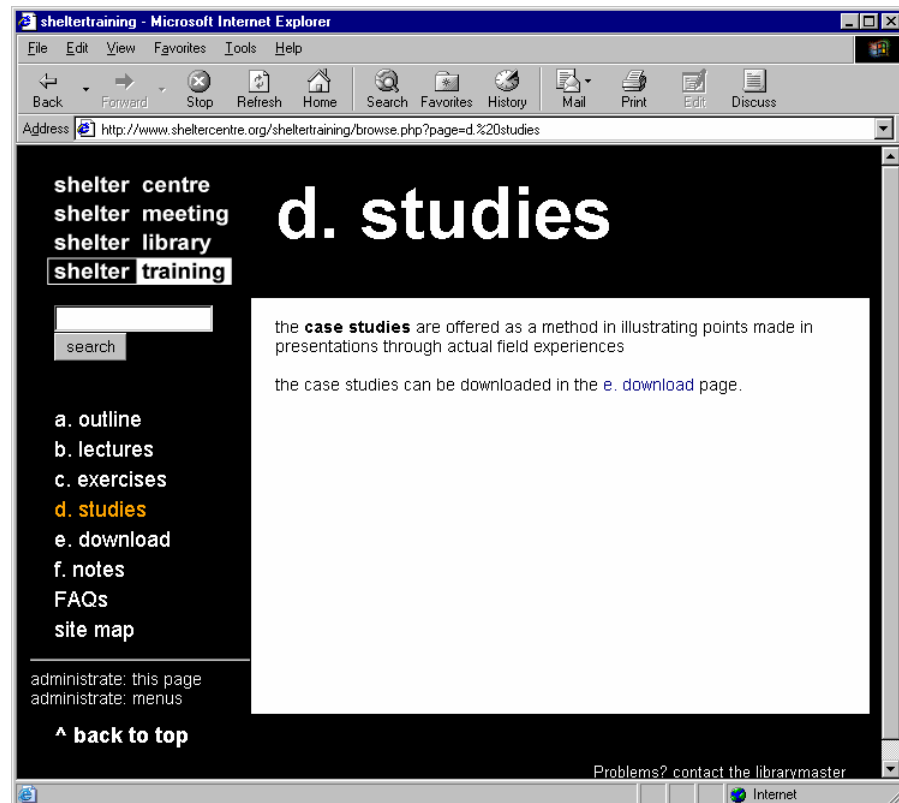 sheltertraining - Microsoft Internet Explorer
File Edit View Favorites Tools Help
Back Forward Stop Refresh Home Search Favorites History Mail Print Edit Discuss
Address http://www.sheltercentre.org/sheltertraining/browse.php?page=d.%20studies
shelter centre
shelter meeting
shelter library
shelter training
d. studies
search
the case studies are offered as a method in illustrating points made in
presentations through actual field experiences
the case studies can be downloaded in the e. download page.
a. outline
b. lectures
c. exercises
d. studies
e. download
f. notes
FAQs
site map
administrate: this page
administrate: menus
^ back to top
Problems? contact the librarymaster
Internet